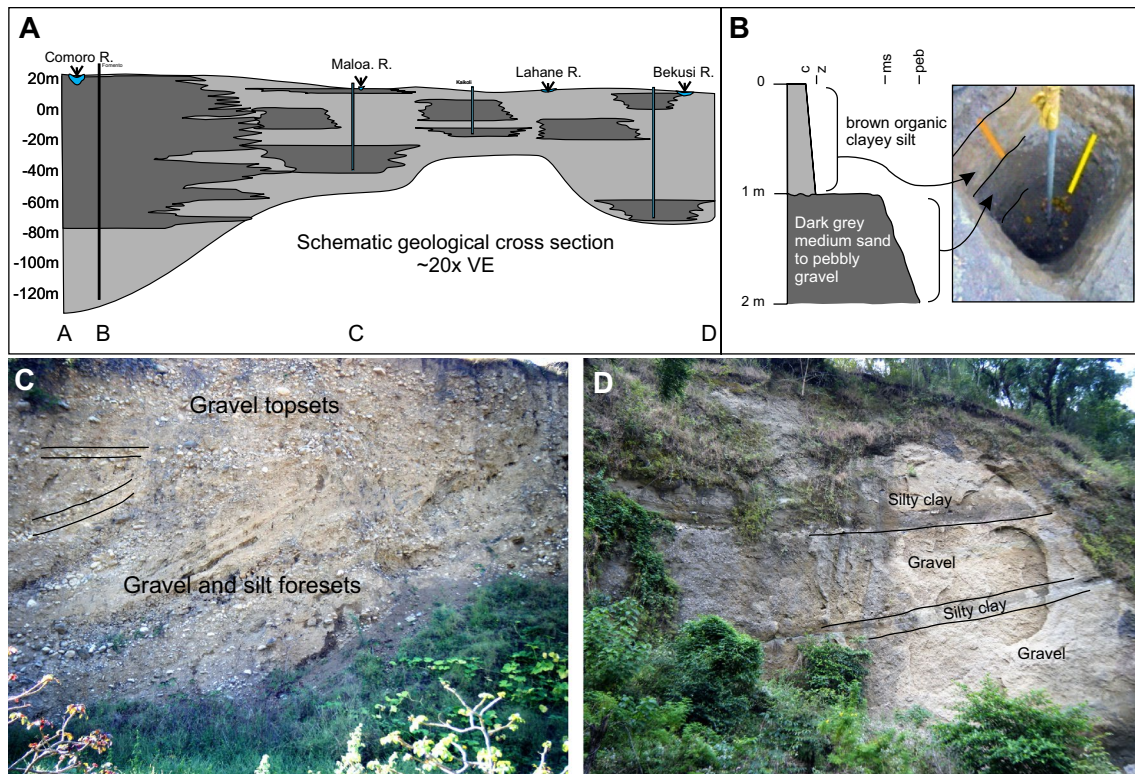 A
Comoro R.
Fomento
Maloa. R.
Kaikoli
Lahane R.
Bekusi R.
20m
0m
-20m
-40m
-60m
-80m
-100m
-120m
Schematic geological cross section
~20x VE
A
B
C
D
B
c
z
ms
peb
0
1 m
2 m
brown organic
clayey silt
Dark grey
medium sand
to pebbly
gravel
C
Gravel topsets
Gravel and silt foresets
D
Silty clay
Gravel
Silty clay
Gravel